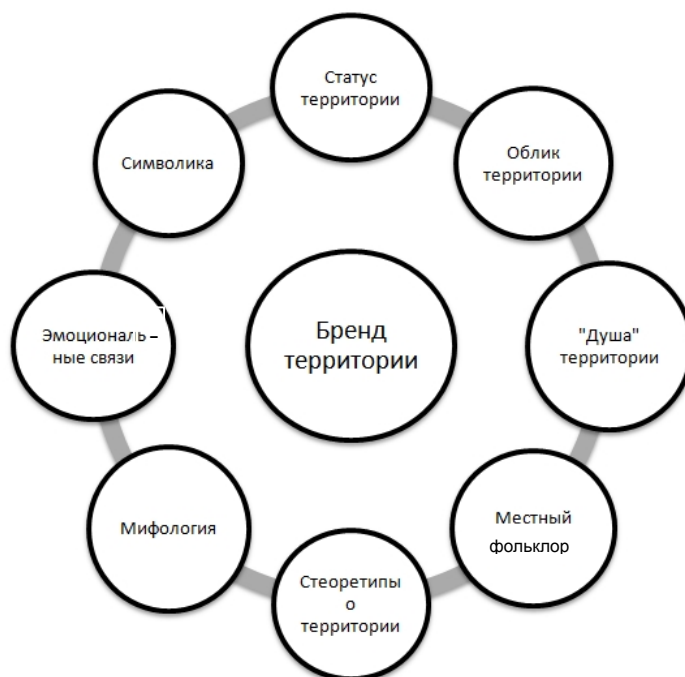 Статус
территории
Облик
территории
"Душа"
территории
Местный
фольклор
Стеоретипы
о
территории
Мифология
Эмоциональ –
ные связи
Символика
Бренд
территории